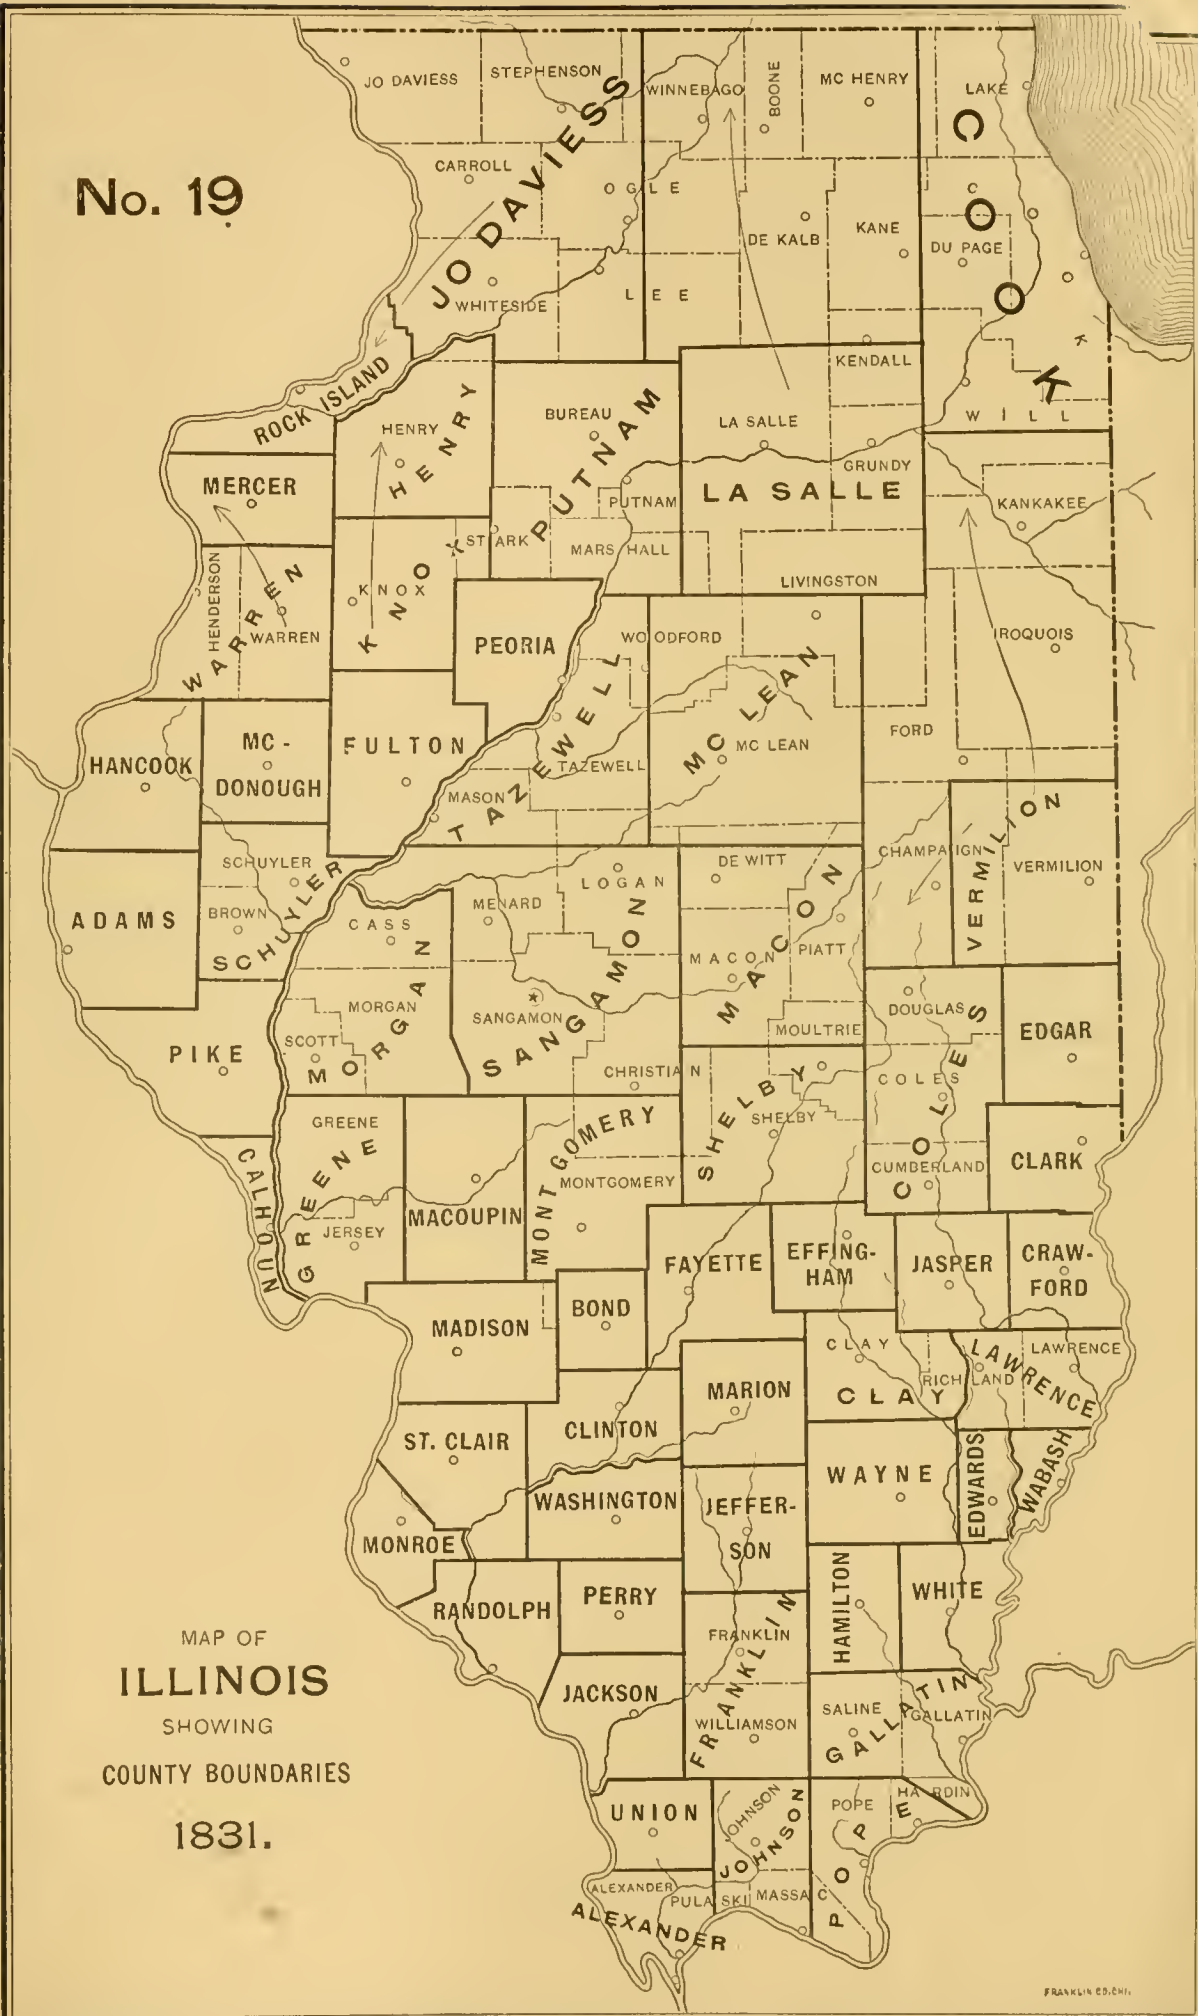 No. 19
JO DAVIESS
STEPHENSON
WINNEBAGO
BOONE
MC HENRY
LAKE
COOK
CARROLL
JO DAVIESS
OGLE
DE KALB
KANE
COOK
DU PAGE
WHITESIDE
LEE
KENDALL
WILL
ROCK ISLAND
HENRY
HENRY
BUREAU
PUTNAM
PUTNAM
LA SALLE
LA SALLE
GRUNDY
KANKAKEE
MERCER
STARK
MARSHALL
LIVINGSTON
HENDERSON
WARREN
WARREN
KNOX
KNOX
PEORIA
WOODFORD
IROQUOIS
HANCOCK
MC-
DONOUGH
FULTON
TAZEWELL
TAZEWELL
MASON
MC LEAN
MC LEAN
FORD
SCHUYLER
SCHUYLER
LOGAN
DE WITT
CHAMPAIGN
VERMILION
VERMILION
ADAMS
BROWN
CASS
MENARD
MACON
MACON
PIATT
PIKE
SCOTT
MORGAN
MORGAN
SANGAMON
SANGAMON
MOULTRIE
DOUGLAS
EDGAR
CHRISTIAN
SHELBY
SHELBY
COLES
COLES
CALHOUN
GREENE
GREENE
JERSEY
MACOUPIN
MONTGOMERY
MONTGOMERY
CUMBERLAND
CLARK
FAYETTE
EFFING-
HAM
JASPER
CRAW-
FORD
MADISON
BOND
MARION
CLAY
CLAY
RICHLAND
LAWRENCE
LAWRENCE
ST. CLAIR
CLINTON
WAYNE
EDWARDS
WABASH
MONROE
WASHINGTON
JEFFER-
SON
RANDOLPH
PERRY
FRANKLIN
FRANKLIN
HAMILTON
WHITE
JACKSON
WILLIAMSON
SALINE
GALLATIN
GALLATIN
UNION
JOHNSON
JOHNSON
POPE
POPE
HARDIN
ALEXANDER
ALEXANDER
PULASKI
MASSAC
MAP OF
ILLINOIS
SHOWING
COUNTY BOUNDARIES
1831.
FRANKLIN CO. CHI.